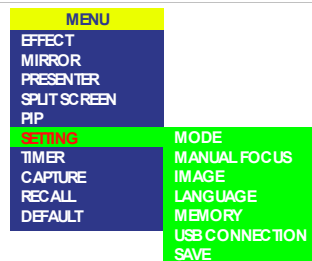 MENU
EFFECT
MIRROR
PRESENTER
SPLIT SCREEN
PIP
SETTING
TIMER
CAPTURE
RECALL
DEFAULT
MODE
MANUAL FOCUS
IMAGE
LANGUAGE
MEMORY
USB CONNECTION
SAVE